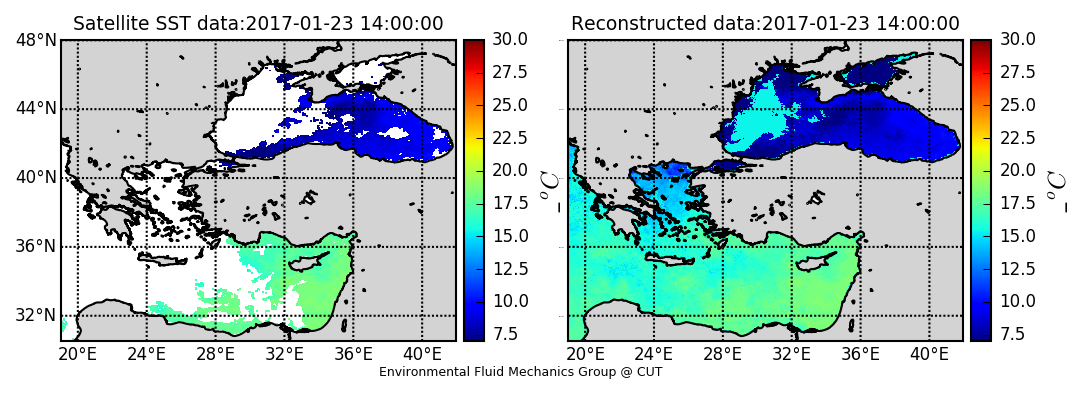 Satellite SST data:2017-01-23 14:00:00
48°N
44°N
40°N
36°N
32°N
20°E 24°E 28°E 32°E 36°E 40°E
30.0
27.5
25.0
22.5
20.0
17.5
15.0
12.5
10.0
7.5
_ °C
Reconstructed data:2017-01-23 14:00:00
20°E 24°E 28°E 32°E 36°E 40°E
30.0
27.5
25.0
22.5
20.0
17.5
15.0
12.5
10.0
7.5
_ °C
Environmental Fluid Mechanics Group @ CUT